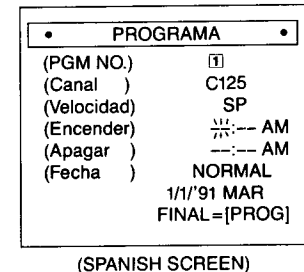 • PROGRAMA •
(PGM NO.) 1
(Canal ) C125
(Velocidad) SP
(Encender) --:-- AM
(Apagar ) --:-- AM
(Fecha ) NORMAL
1/1/'91 MAR
FINAL=[PROG]
(SPANISH SCREEN)